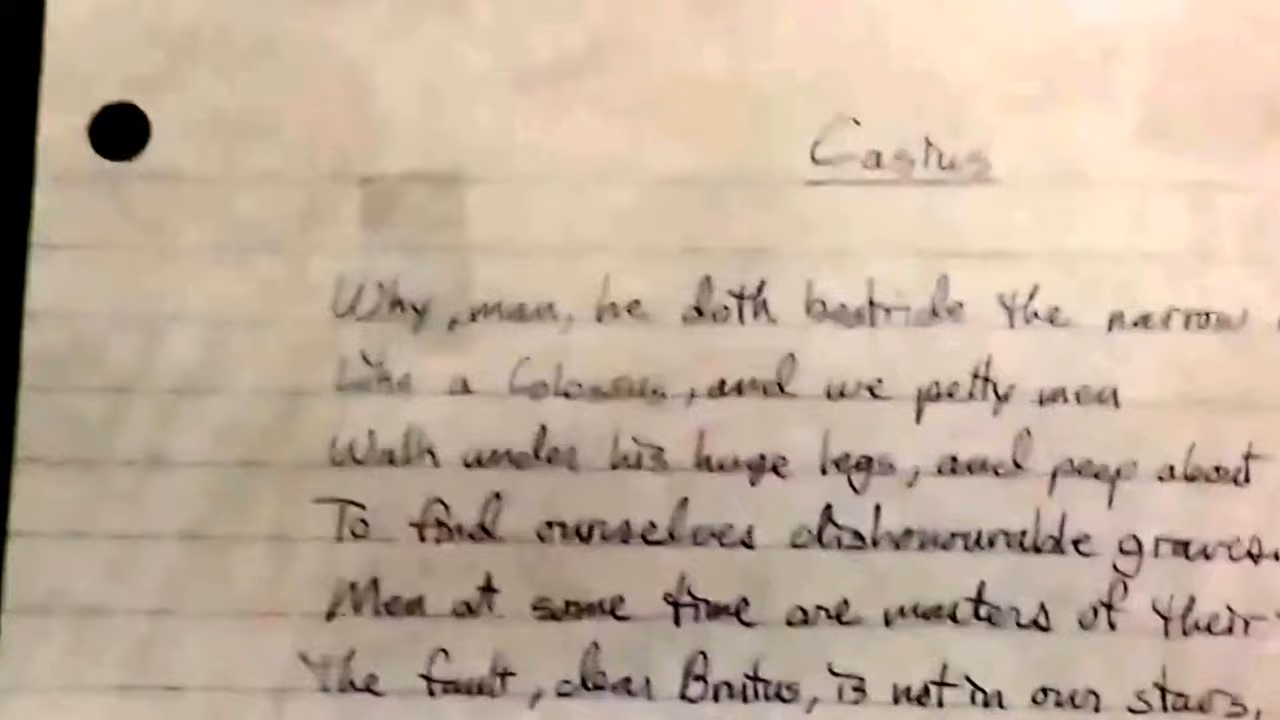 Cassius
Why, man, he doth bestride the narrow
Like a Colossus, and we petty men
Walk under his huge legs, and peep about
To find ourselves dishonourable graves.
Men at some time are masters of their
The fault, dear Brutus, is not in our stars,